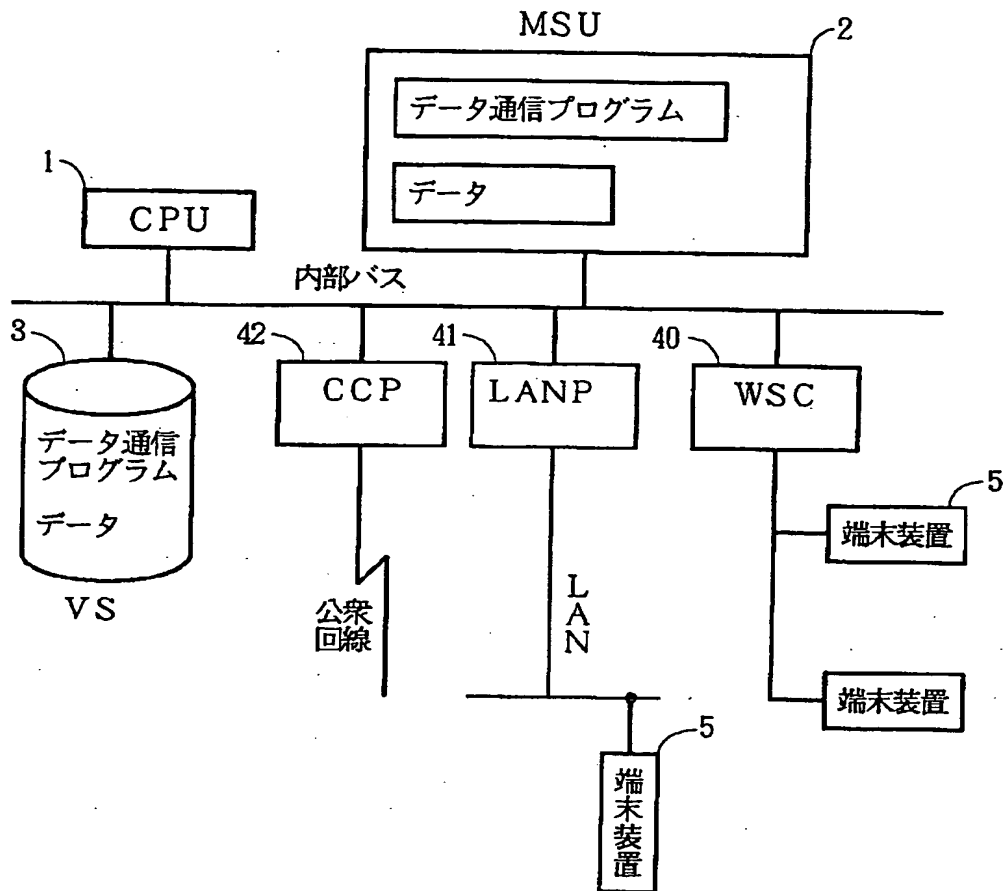 MSU
2
データ通信プログラム
データ
1
CPU
内部バス
3
データ通信
プログラム
データ
VS
42
CCP
41
LANP
40
WSC
公衆
回線
LAN
5
端末装置
端末装置
5
端末装置